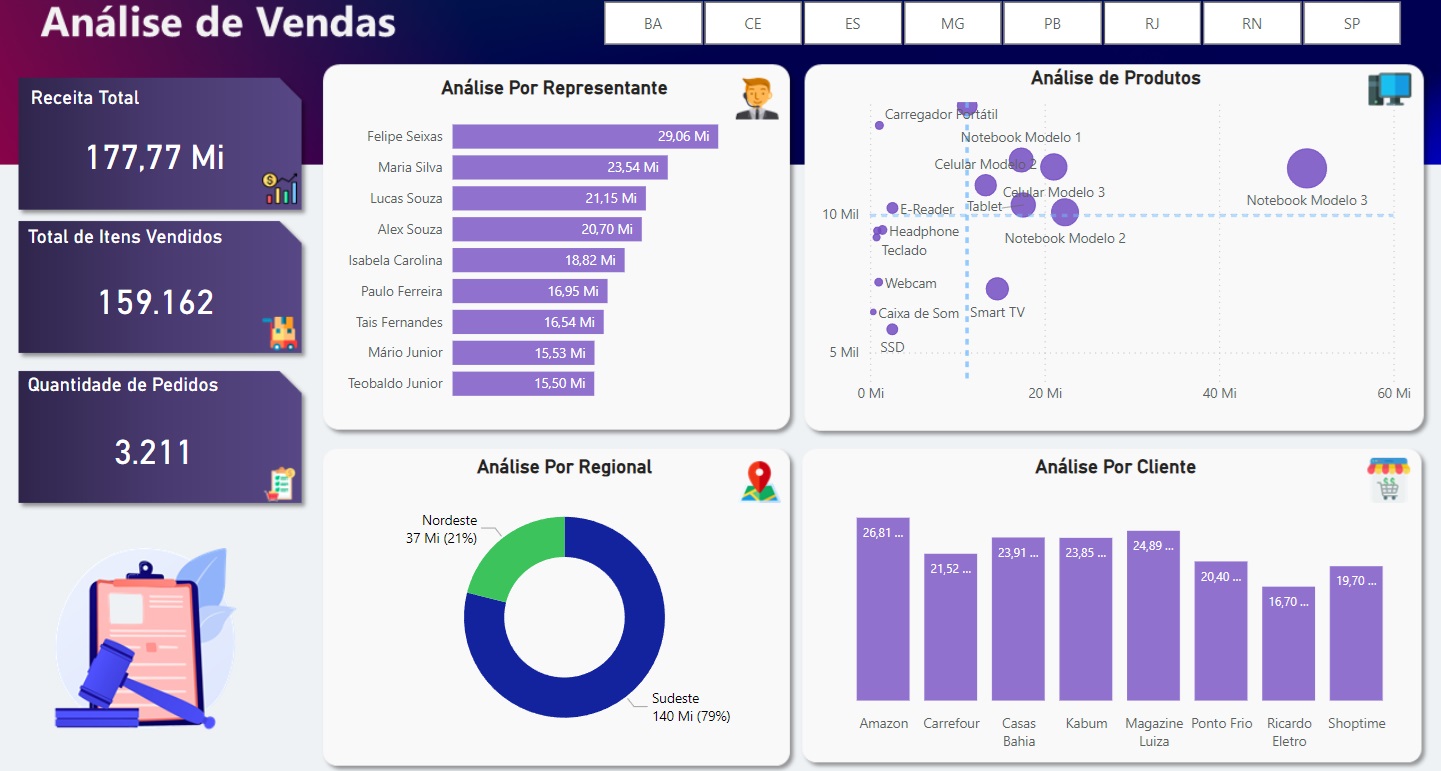 Análise de Vendas
BA
CE
ES
MG
PB
RJ
RN
SP
Receita Total
177,77 Mi
Total de Itens Vendidos
159.162
Quantidade de Pedidos
3.211
Análise Por Representante
Felipe Seixas 29,06 Mi
Maria Silva 23,54 Mi
Lucas Souza 21,15 Mi
Alex Souza 20,70 Mi
Isabela Carolina 18,82 Mi
Paulo Ferreira 16,95 Mi
Tais Fernandes 16,54 Mi
Mário Junior 15,53 Mi
Teobaldo Junior 15,50 Mi
Análise de Produtos
Carregador Portátil
Notebook Modelo 1
Celular Modelo 2
Celular Modelo 3
Notebook Modelo 3
Tablet
E-Reader
10 Mil
Headphone
Notebook Modelo 2
Teclado
Webcam
Caixa de Som
Smart TV
SSD
5 Mil
0 Mi
20 Mi
40 Mi
60 Mi
Análise Por Regional
Nordeste
37 Mi (21%)
Sudeste
140 Mi (79%)
Análise Por Cliente
26,81 ...
21,52 ...
23,91 ...
23,85 ...
24,89 ...
20,40 ...
16,70 ...
19,70 ...
Amazon
Carrefour
Casas
Bahia
Kabum
Magazine
Luiza
Ponto Frio
Ricardo
Eletro
Shoptime